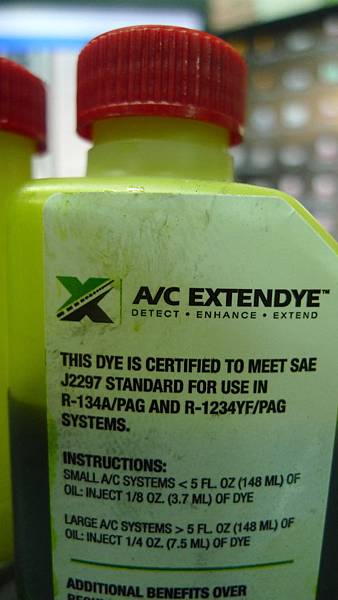 A/C EXTENDYE™
DETECT • ENHANCE • EXTEND
THIS DYE IS CERTIFIED TO MEET SAE
J2297 STANDARD FOR USE IN
R-134A/PAG AND R-1234YF/PAG
SYSTEMS.
INSTRUCTIONS:
SMALL A/C SYSTEMS < 5 FL. OZ (148 ML) OF
OIL: INJECT 1/8 OZ. (3.7 ML) OF DYE
LARGE A/C SYSTEMS > 5 FL. OZ (148 ML) OF
OIL: INJECT 1/4 OZ. (7.5 ML) OF DYE
ADDITIONAL BENEFITS OVER